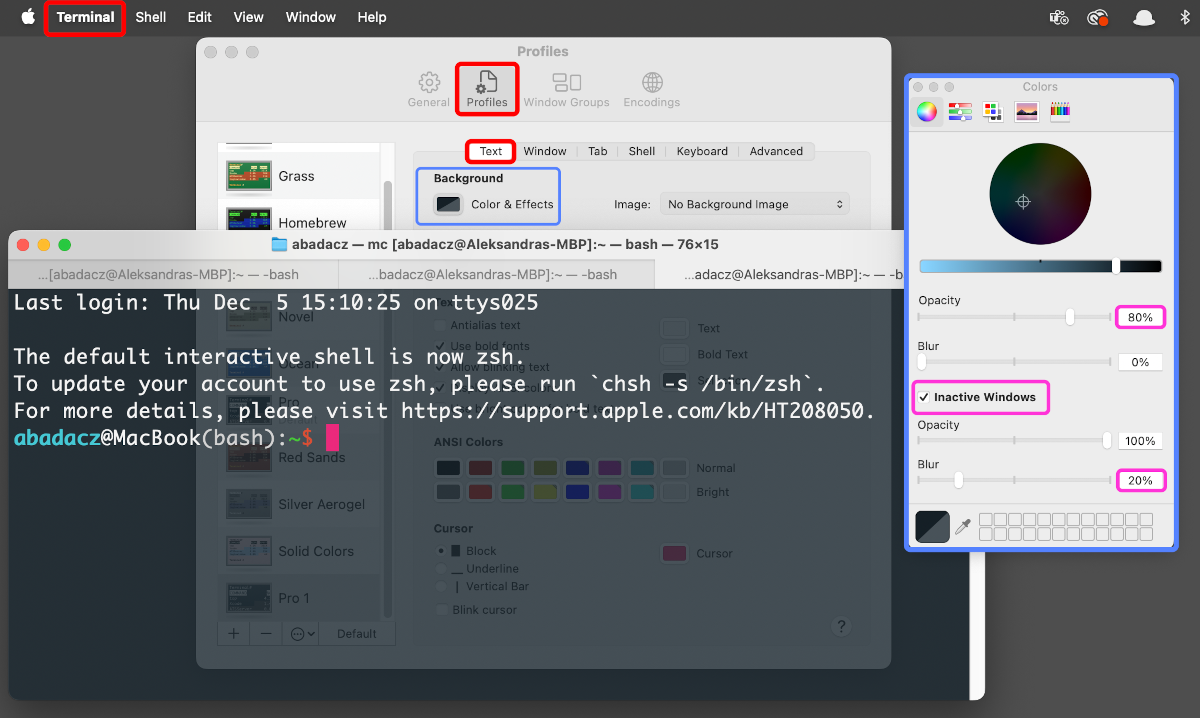 Terminal Shell Edit View Window Help
Profiles
General Profiles Window Groups Encodings
Text Window Tab Shell Keyboard Advanced
Grass
Homebrew
Background
Color & Effects Image: No Background Image
abadacz — mc [abadacz@Aleksandras-MBP]:~ — bash — 76×15
...[abadacz@Aleksandras-MBP]:~ — -bash ...badacz@Aleksandras-MBP]:~ — -bash ...adacz@Aleksandras-MBP]:~ — -b
Last login: Thu Dec  5 15:10:25 on ttys025
The default interactive shell is now zsh.
To update your account to use zsh, please run `chsh -s /bin/zsh`.
For more details, please visit https://support.apple.com/kb/HT208050.
abadacz@MacBook(bash):~$
Novel
Ocean
Pro
Red Sands
Silver Aerogel
Solid Colors
Pro 1
+ − Default
Antialias text
Use bold fonts
Allow blinking text
Text
Bold Text
ANSI Colors
Normal
Bright
Cursor
Block
Underline
Vertical Bar
Blink cursor
Cursor
?
Colors
Opacity
80%
Blur
0%
Inactive Windows
Opacity
100%
Blur
20%